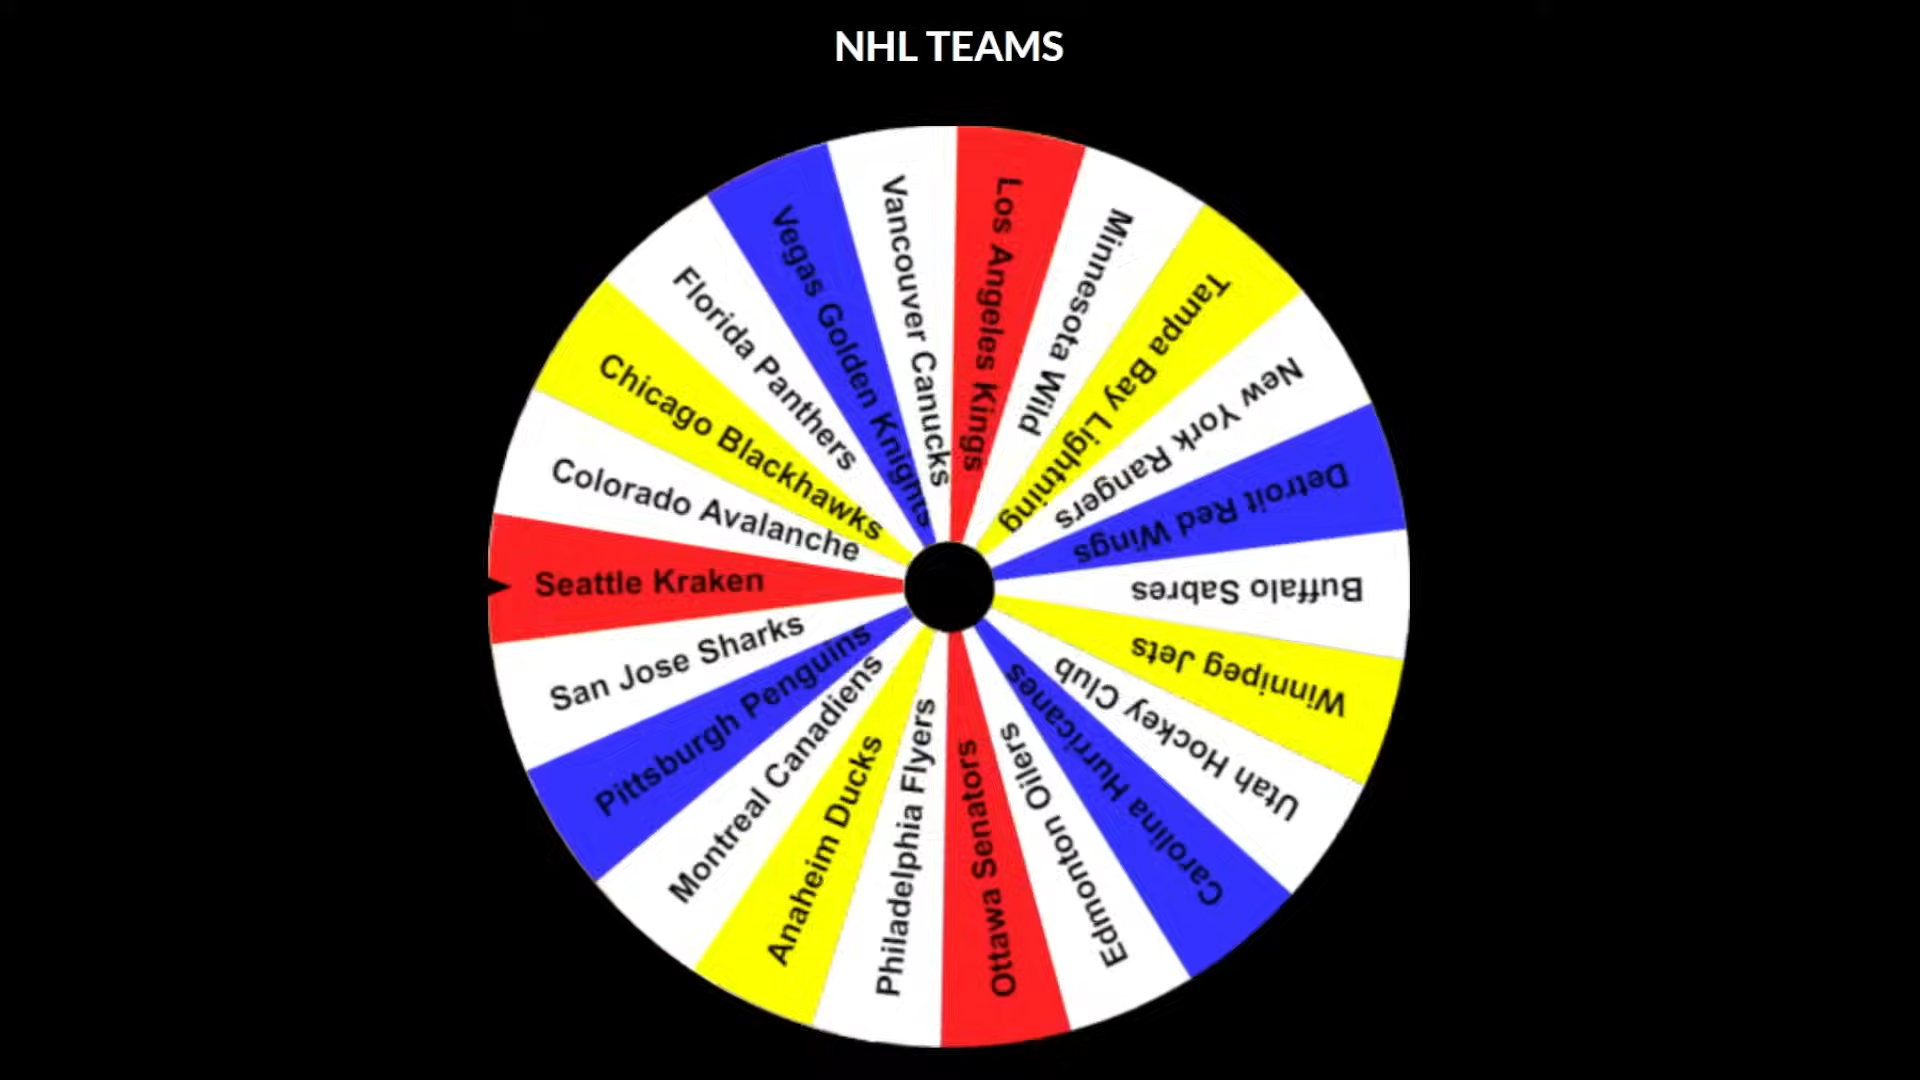 NHL TEAMS
Los Angeles Kings
Minnesota Wild
Tampa Bay Lightning
New York Rangers
Detroit Red Wings
Buffalo Sabres
Winnipeg Jets
Utah Hockey Club
Carolina Hurricanes
Edmonton Oilers
Ottawa Senators
Philadelphia Flyers
Anaheim Ducks
Montreal Canadiens
Pittsburgh Penguins
San Jose Sharks
Seattle Kraken
Colorado Avalanche
Chicago Blackhawks
Florida Panthers
Vegas Golden Knights
Vancouver Canucks